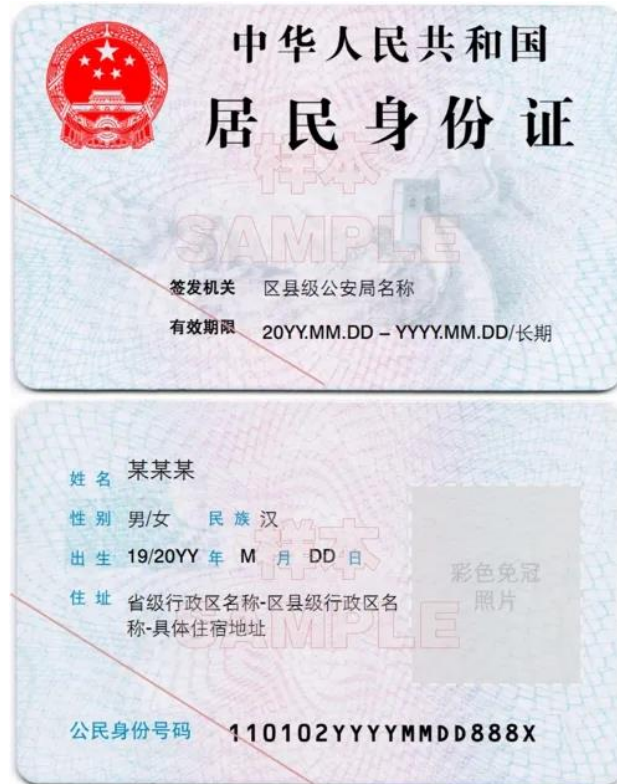 中华人民共和国
居民身份证
样本
SAMPLE
签发机关 区县级公安局名称
有效期限 20YY.MM.DD – YYYY.MM.DD/长期
姓名 某某某
性别 男/女 民族 汉
出生 19/20YY 年 M 月 DD 日
住址 省级行政区名称-区县级行政区名
称-具体住宿地址
样本
SAMPLE
彩色免冠
照片
公民身份号码 110102YYYYMMDD888X